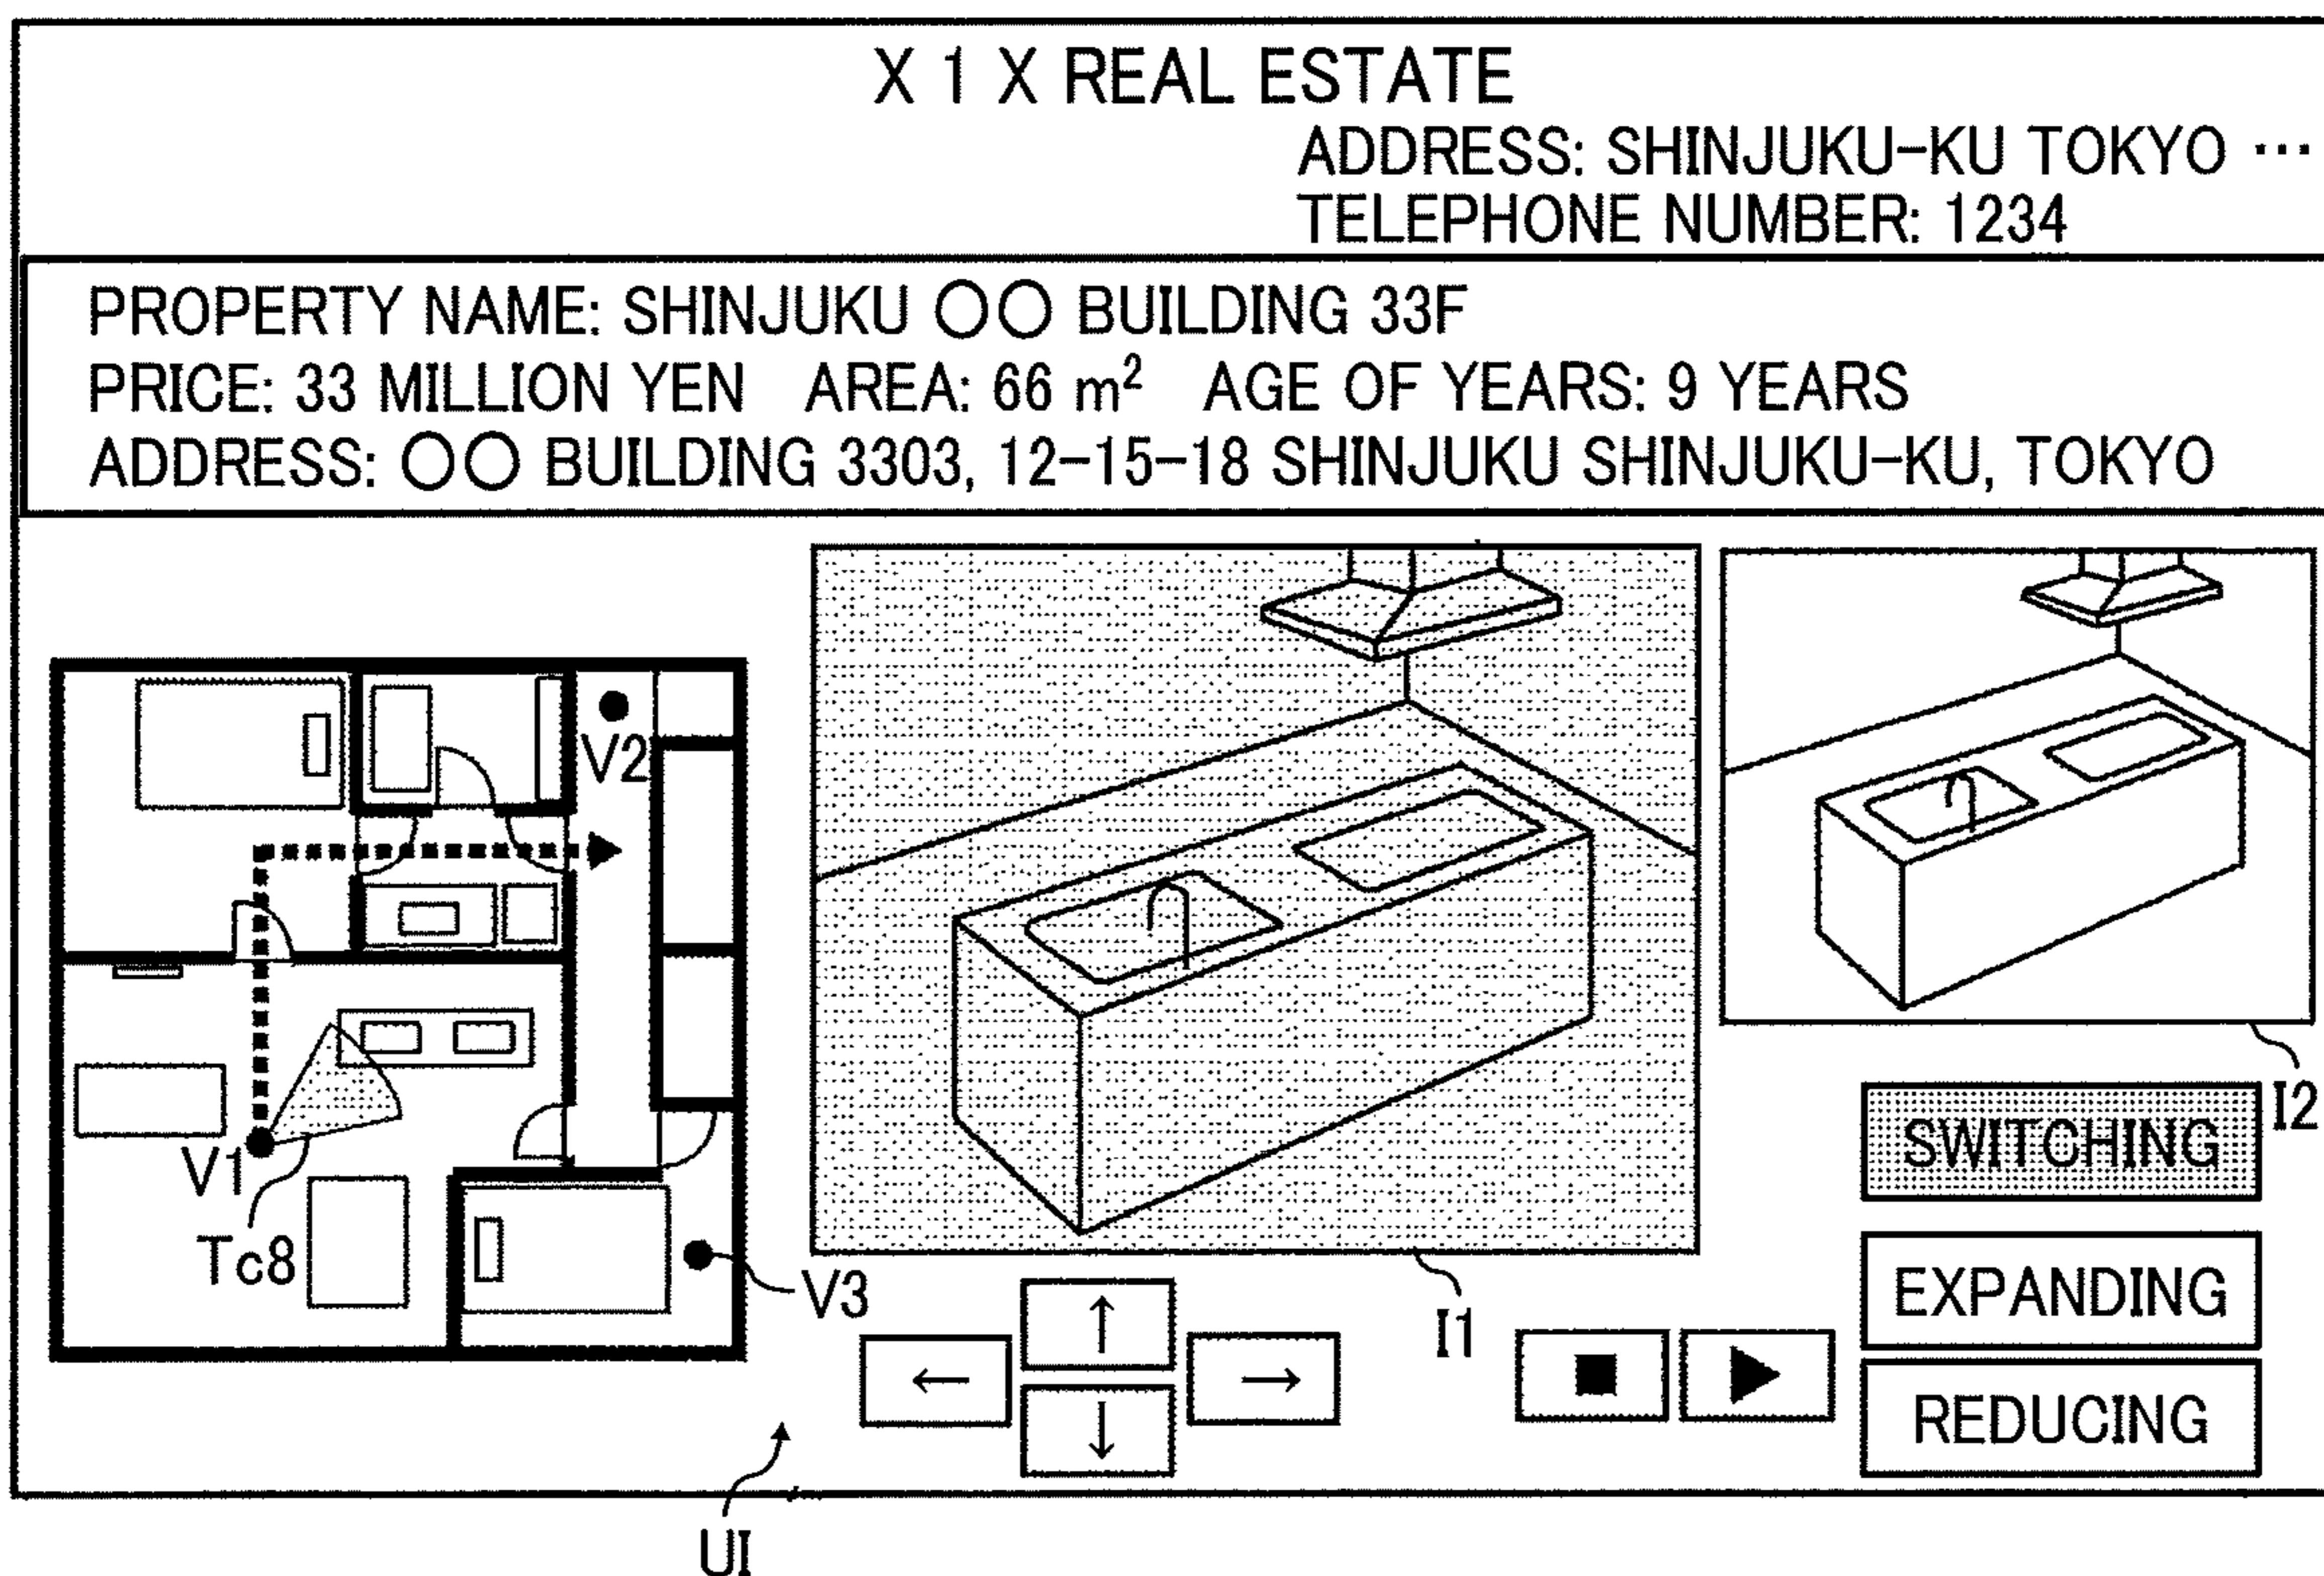 X 1 X REAL ESTATE
ADDRESS: SHINJUKU-KU TOKYO ···
TELEPHONE NUMBER: 1234
PROPERTY NAME: SHINJUKU ○○ BUILDING 33F
PRICE: 33 MILLION YEN AREA: 66 m² AGE OF YEARS: 9 YEARS
ADDRESS: ○○ BUILDING 3303, 12-15-18 SHINJUKU SHINJUKU-KU, TOKYO
V2
V1
Tc8
V3
I1
I2
SWITCHING
EXPANDING
REDUCING
←
↑
↓
→
■
▶
UI